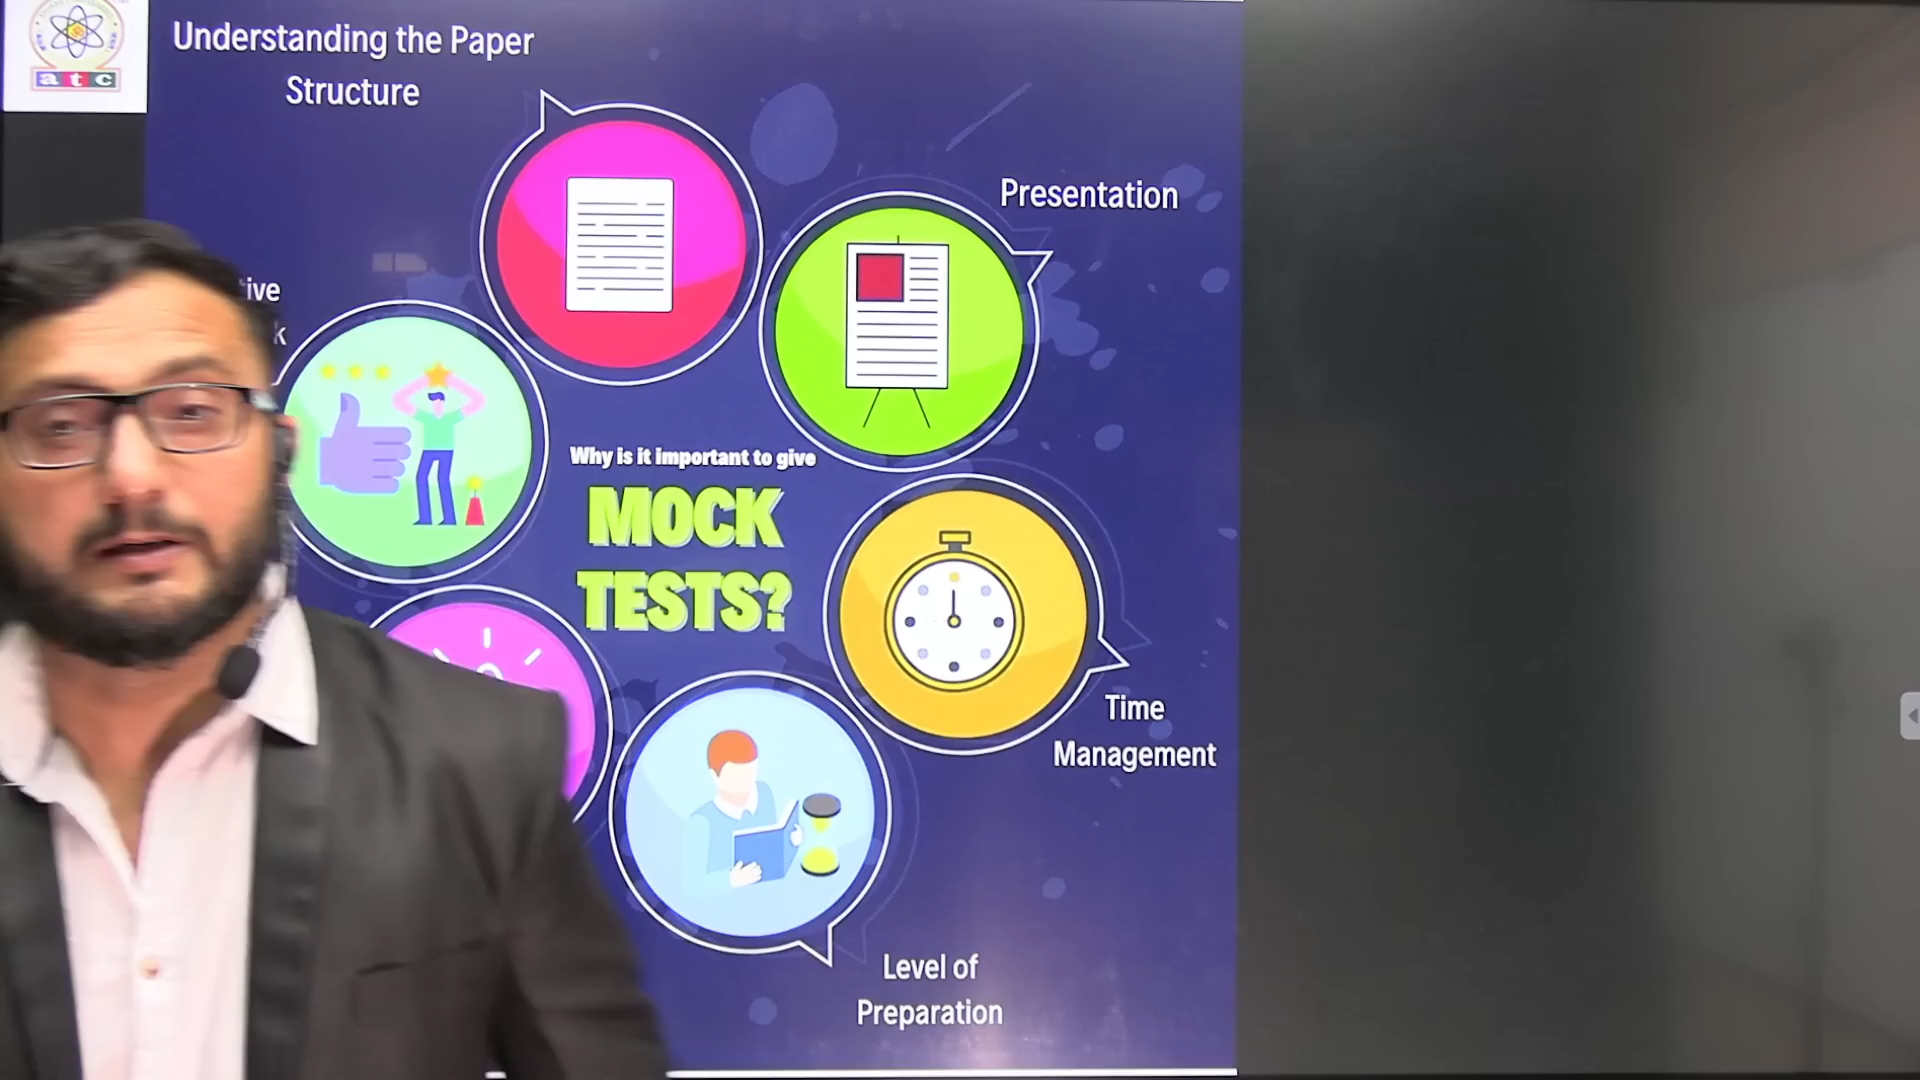 a t c
Understanding the Paper
Structure
Presentation
Why is it important to give
MOCK
TESTS?
Time
Management
Level of
Preparation